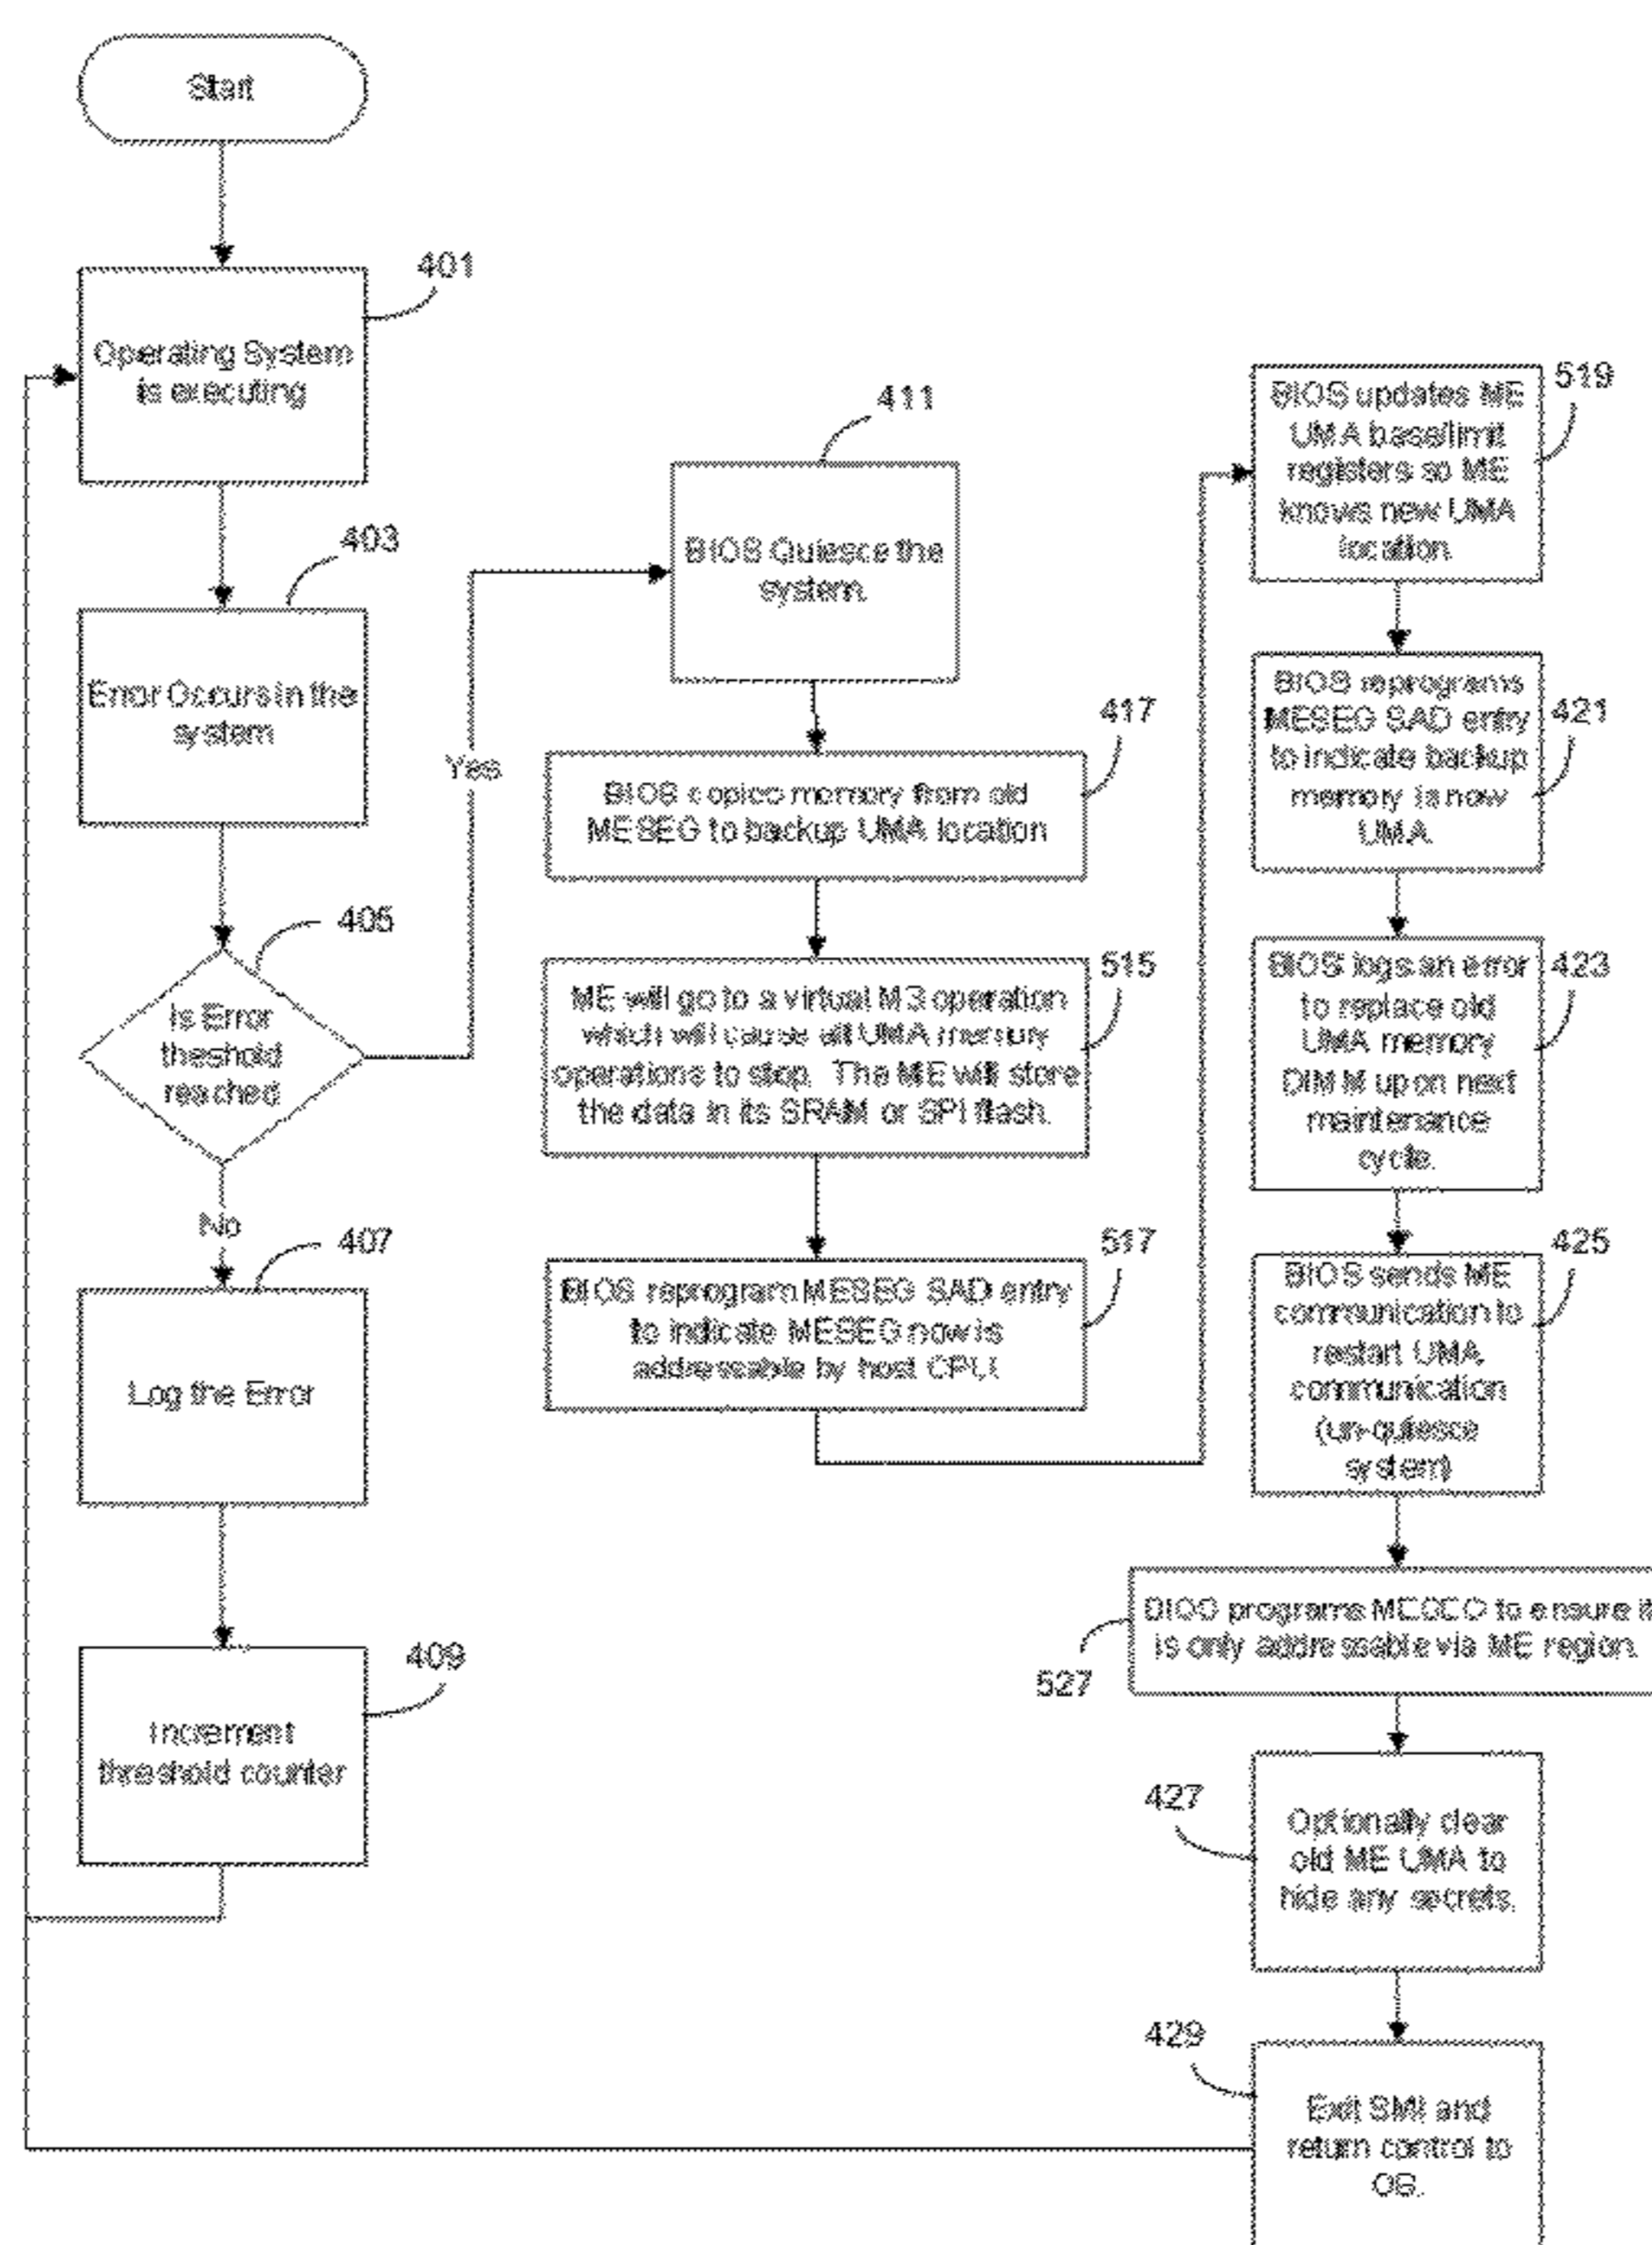 Start
401
Operating System
is executing
403
Error Occurs in the
system
405
Is Error
theshold
reached
Yes
No
407
Log the Error
409
Increment
threshold counter
411
BIOS Quiesce the
system.
417
BIOS copies memory from old
MESEG to backup UMA location
515
ME will go to a virtual M3 operation
which will cause all UMA memory
operations to stop. The ME will store
the data in its SRAM or SPI flash.
517
BIOS reprogram MESEG SAD entry
to indicate MESEG now is
addressable by host CPU.
519
BIOS updates ME
UMA base/limit
registers so ME
knows new UMA
location.
421
BIOS reprograms
MESEG SAD entry
to indicate backup
memory is now
UMA.
423
BIOS logs an error
to replace old
UMA memory
DIMM upon next
maintenance
cycle.
425
BIOS sends ME
communication to
restart UMA
communication
(un-quiesce
system)
527
BIOS programs MESEG to ensure it
is only addressable via ME region.
427
Optionally clear
old ME UMA to
hide any secrets.
429
Exit SMI and
return control to
OS.